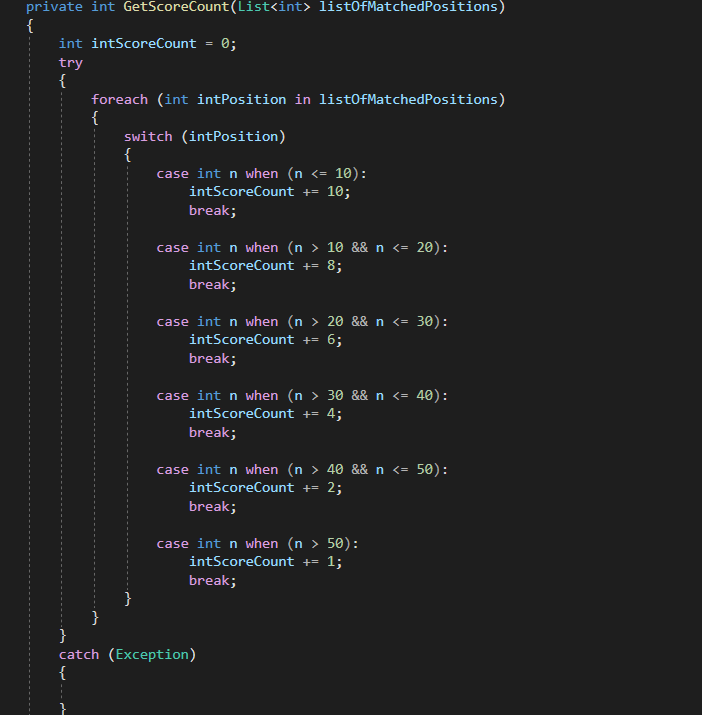 private int GetScoreCount(List<int> listOfMatchedPositions)
{
int intScoreCount = 0;
try
{
foreach (int intPosition in listOfMatchedPositions)
{
switch (intPosition)
{
case int n when (n <= 10):
intScoreCount += 10;
break;
case int n when (n > 10 && n <= 20):
intScoreCount += 8;
break;
case int n when (n > 20 && n <= 30):
intScoreCount += 6;
break;
case int n when (n > 30 && n <= 40):
intScoreCount += 4;
break;
case int n when (n > 40 && n <= 50):
intScoreCount += 2;
break;
case int n when (n > 50):
intScoreCount += 1;
break;
}
}
}
catch (Exception)
{
}